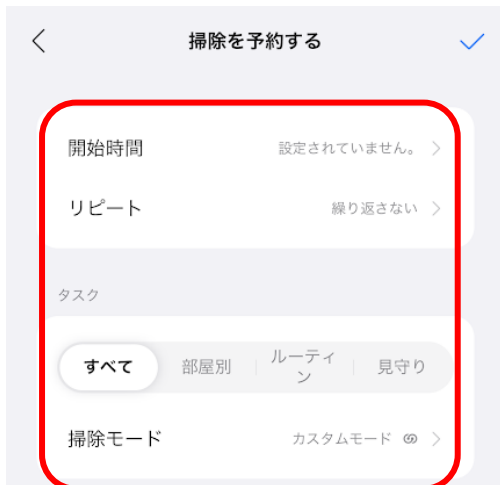 掃除を予約する
開始時間 設定されていません。
リピート 繰り返さない
タスク
すべて 部屋別 ルーティ
ン 見守り
掃除モード カスタムモード